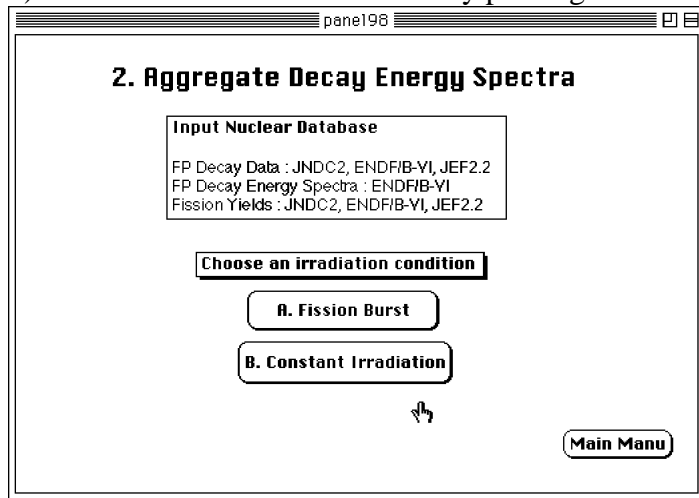 pane198
2. Aggregate Decay Energy Spectra
Input Nuclear Database
FP Decay Data : JNDC2, ENDF/B-VI, JEF2.2
FP Decay Energy Spectra : ENDF/B-VI
Fission Yields : JNDC2, ENDF/B-VI, JEF2.2
Choose an irradiation condition
A. Fission Burst
B. Constant Irradiation
Main Manu